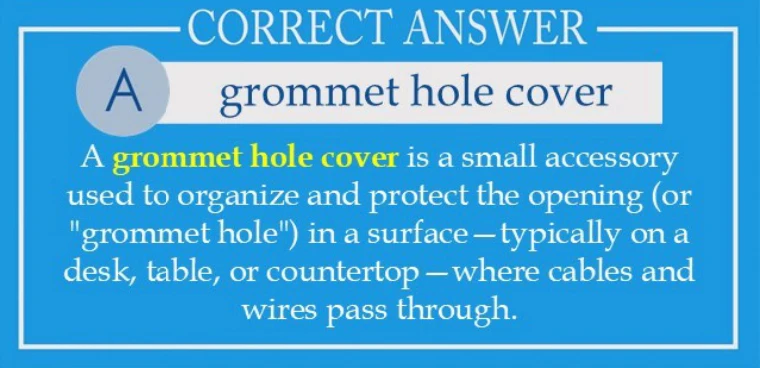 CORRECT ANSWER
A grommet hole cover
A grommet hole cover is a small accessory
used to organize and protect the opening (or
"grommet hole") in a surface—typically on a
desk, table, or countertop—where cables and
wires pass through.